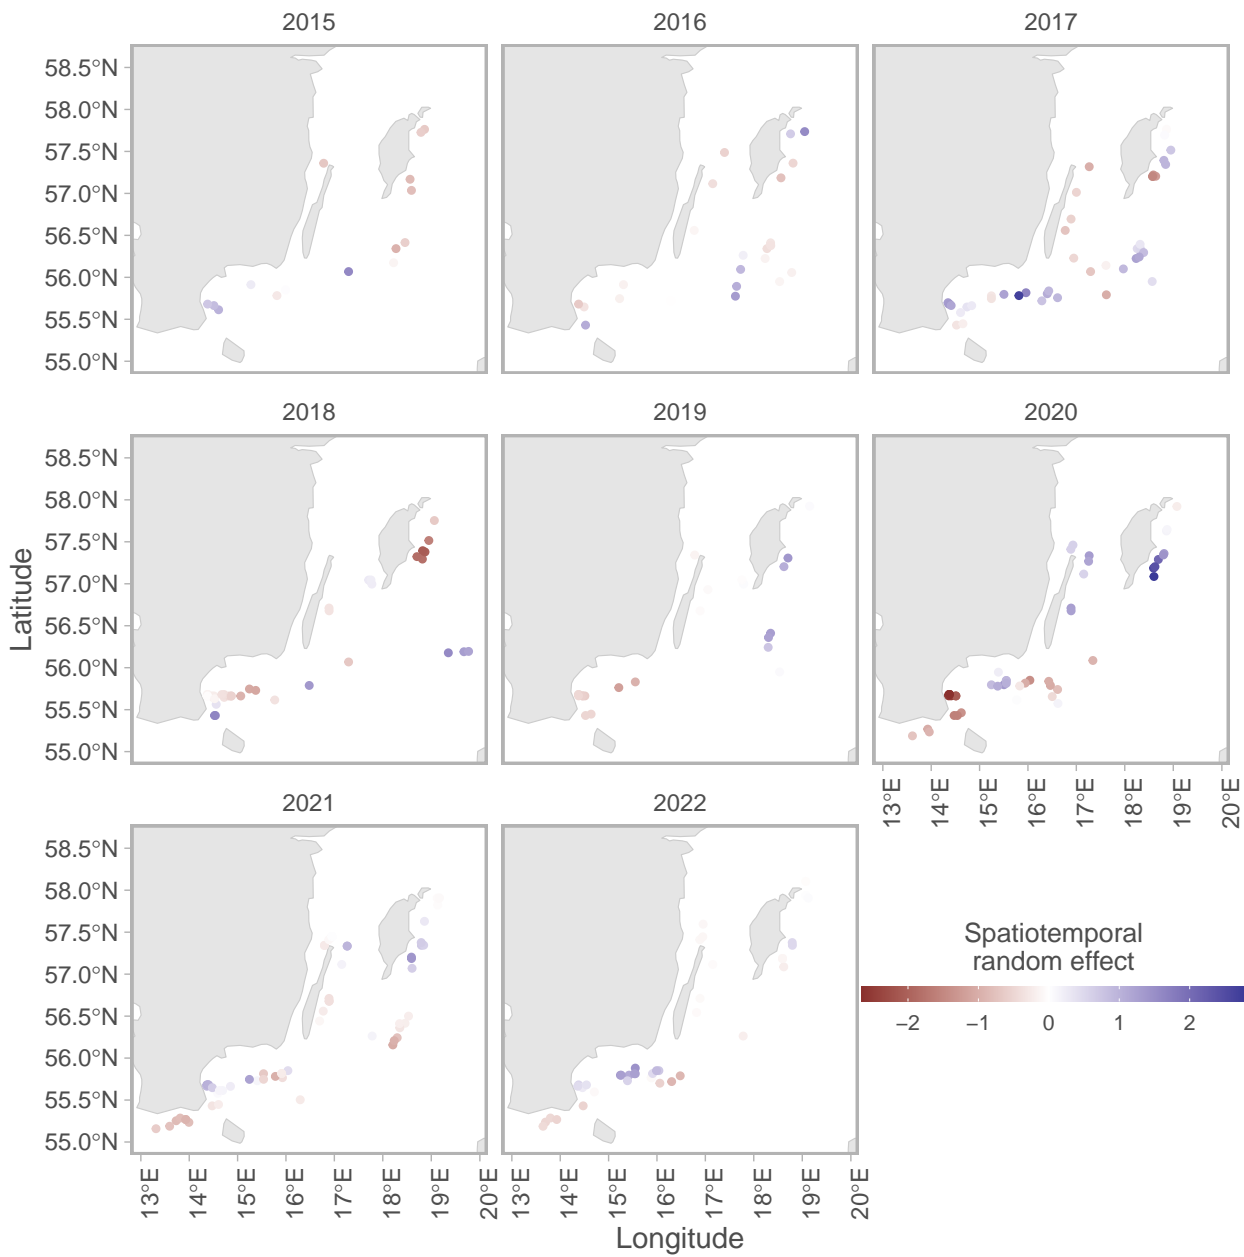 2015 2016 2017
58.5°N
58.0°N
57.5°N
57.0°N
56.5°N
56.0°N
55.5°N
55.0°N
2018 2019 2020
58.5°N
58.0°N
57.5°N
57.0°N
56.5°N
56.0°N
55.5°N
55.0°N
Latitude
13°E 14°E 15°E 16°E 17°E 18°E 19°E 20°E
2021 2022
58.5°N
58.0°N
57.5°N
57.0°N
56.5°N
56.0°N
55.5°N
55.0°N
13°E 14°E 15°E 16°E 17°E 18°E 19°E 20°E 13°E 14°E 15°E 16°E 17°E 18°E 19°E 20°E
Longitude
Spatiotemporal
random effect
−2 −1 0 1 2